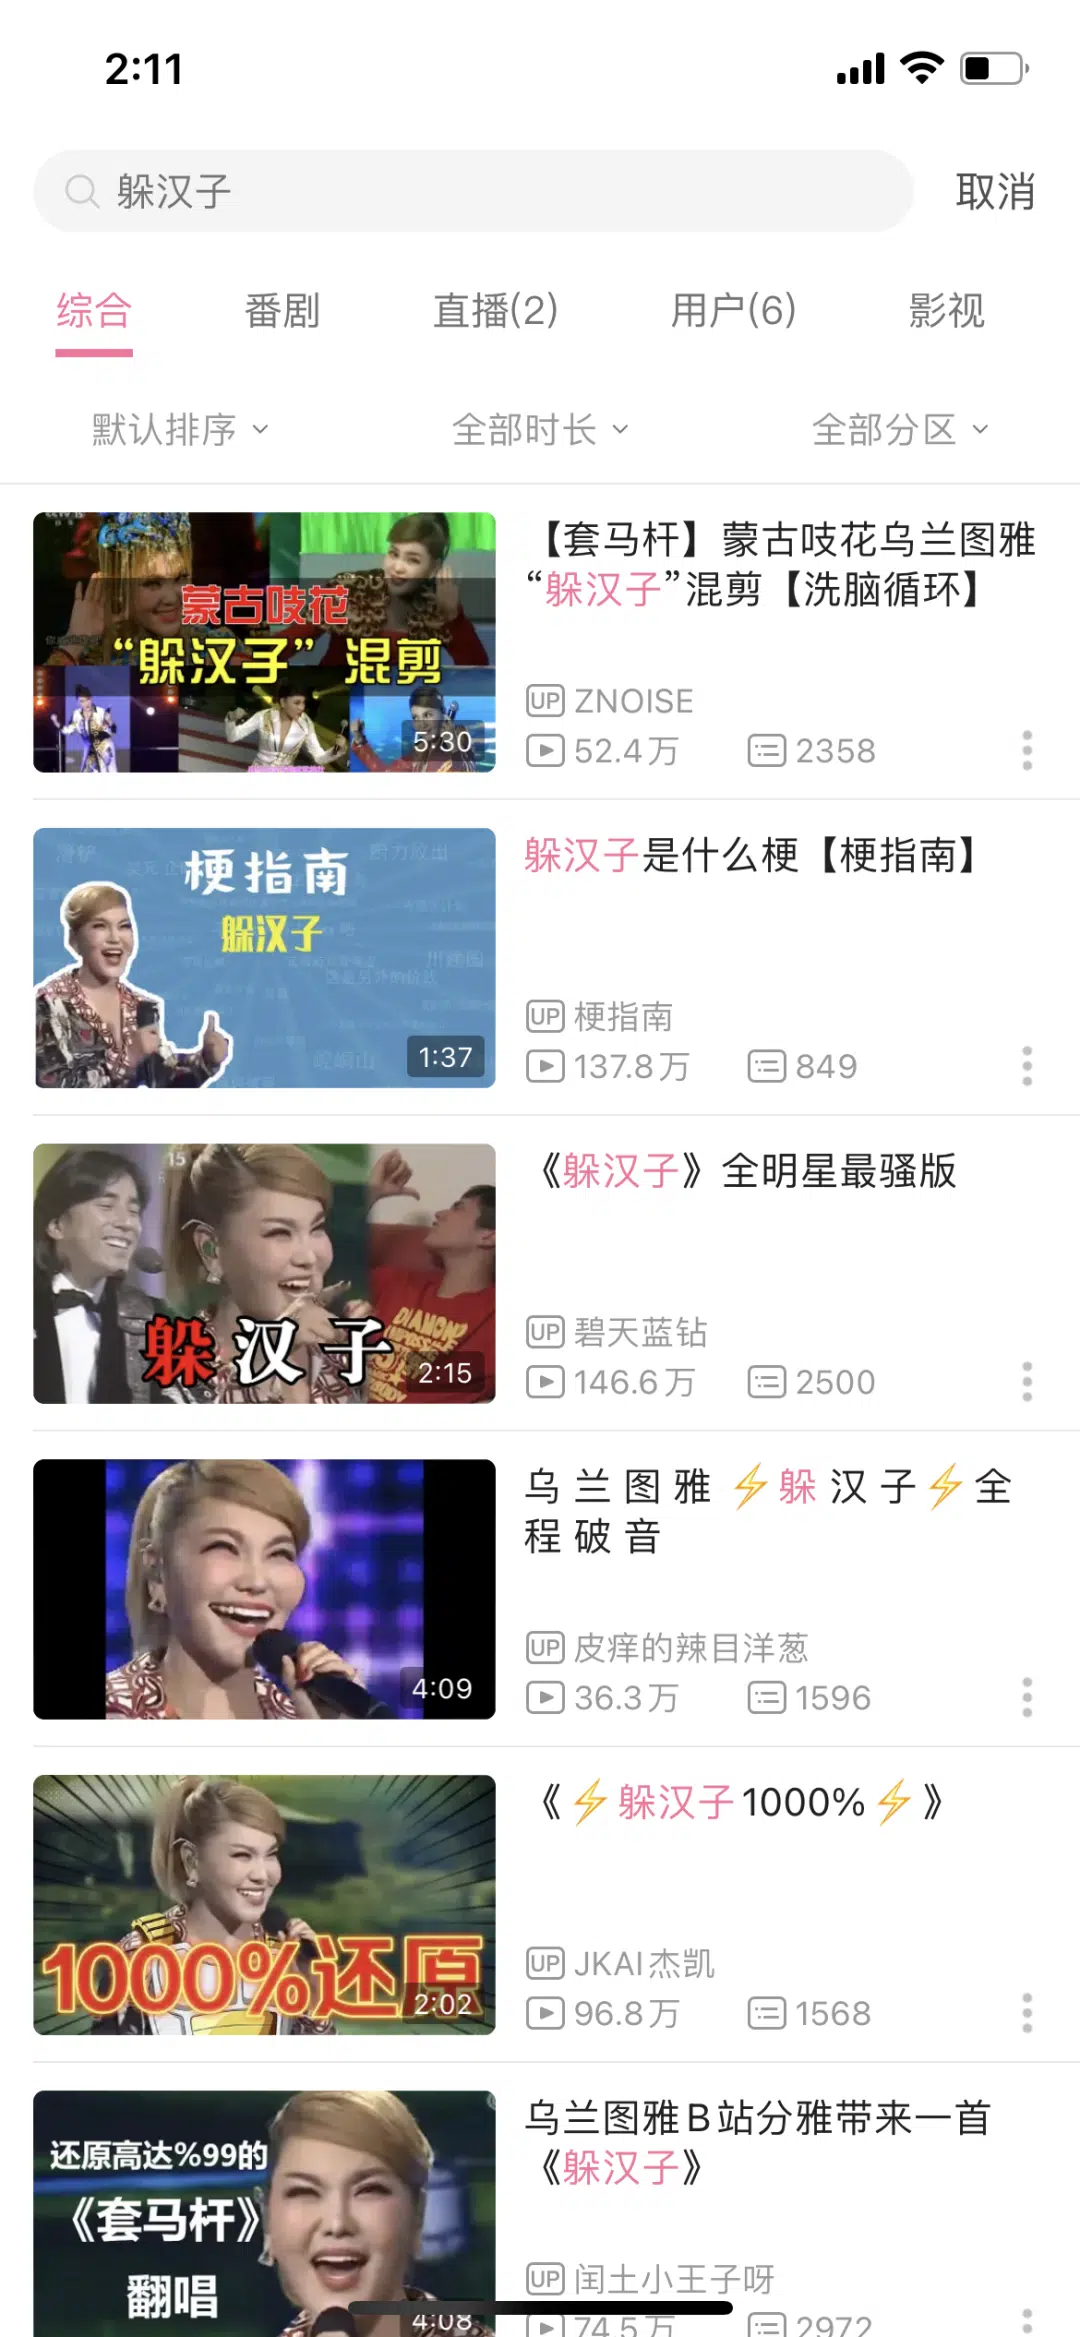 2:11
躲汉子
取消
综合
番剧
直播(2)
用户(6)
影视
默认排序
全部时长
全部分区
蒙古吱花
“躲汉子”混剪
5:30
【套马杆】蒙古吱花乌兰图雅
“躲汉子”混剪【洗脑循环】
UP ZNOISE
52.4万
2358
梗指南
躲汉子
1:37
躲汉子是什么梗【梗指南】
UP 梗指南
137.8万
849
15
躲汉子
2:15
《躲汉子》全明星最骚版
UP 碧天蓝钻
146.6万
2500
4:09
乌 兰 图 雅 ⚡躲 汉 子⚡全
程 破 音
UP 皮痒的辣目洋葱
36.3万
1596
1000%还原
2:02
《⚡躲汉子1000%⚡》
UP JKAI杰凯
96.8万
1568
还原高达%99的
《套马杆》
翻唱
4:08
乌兰图雅B站分雅带来一首
《躲汉子》
UP 闰土小王子呀
74.5万
2972